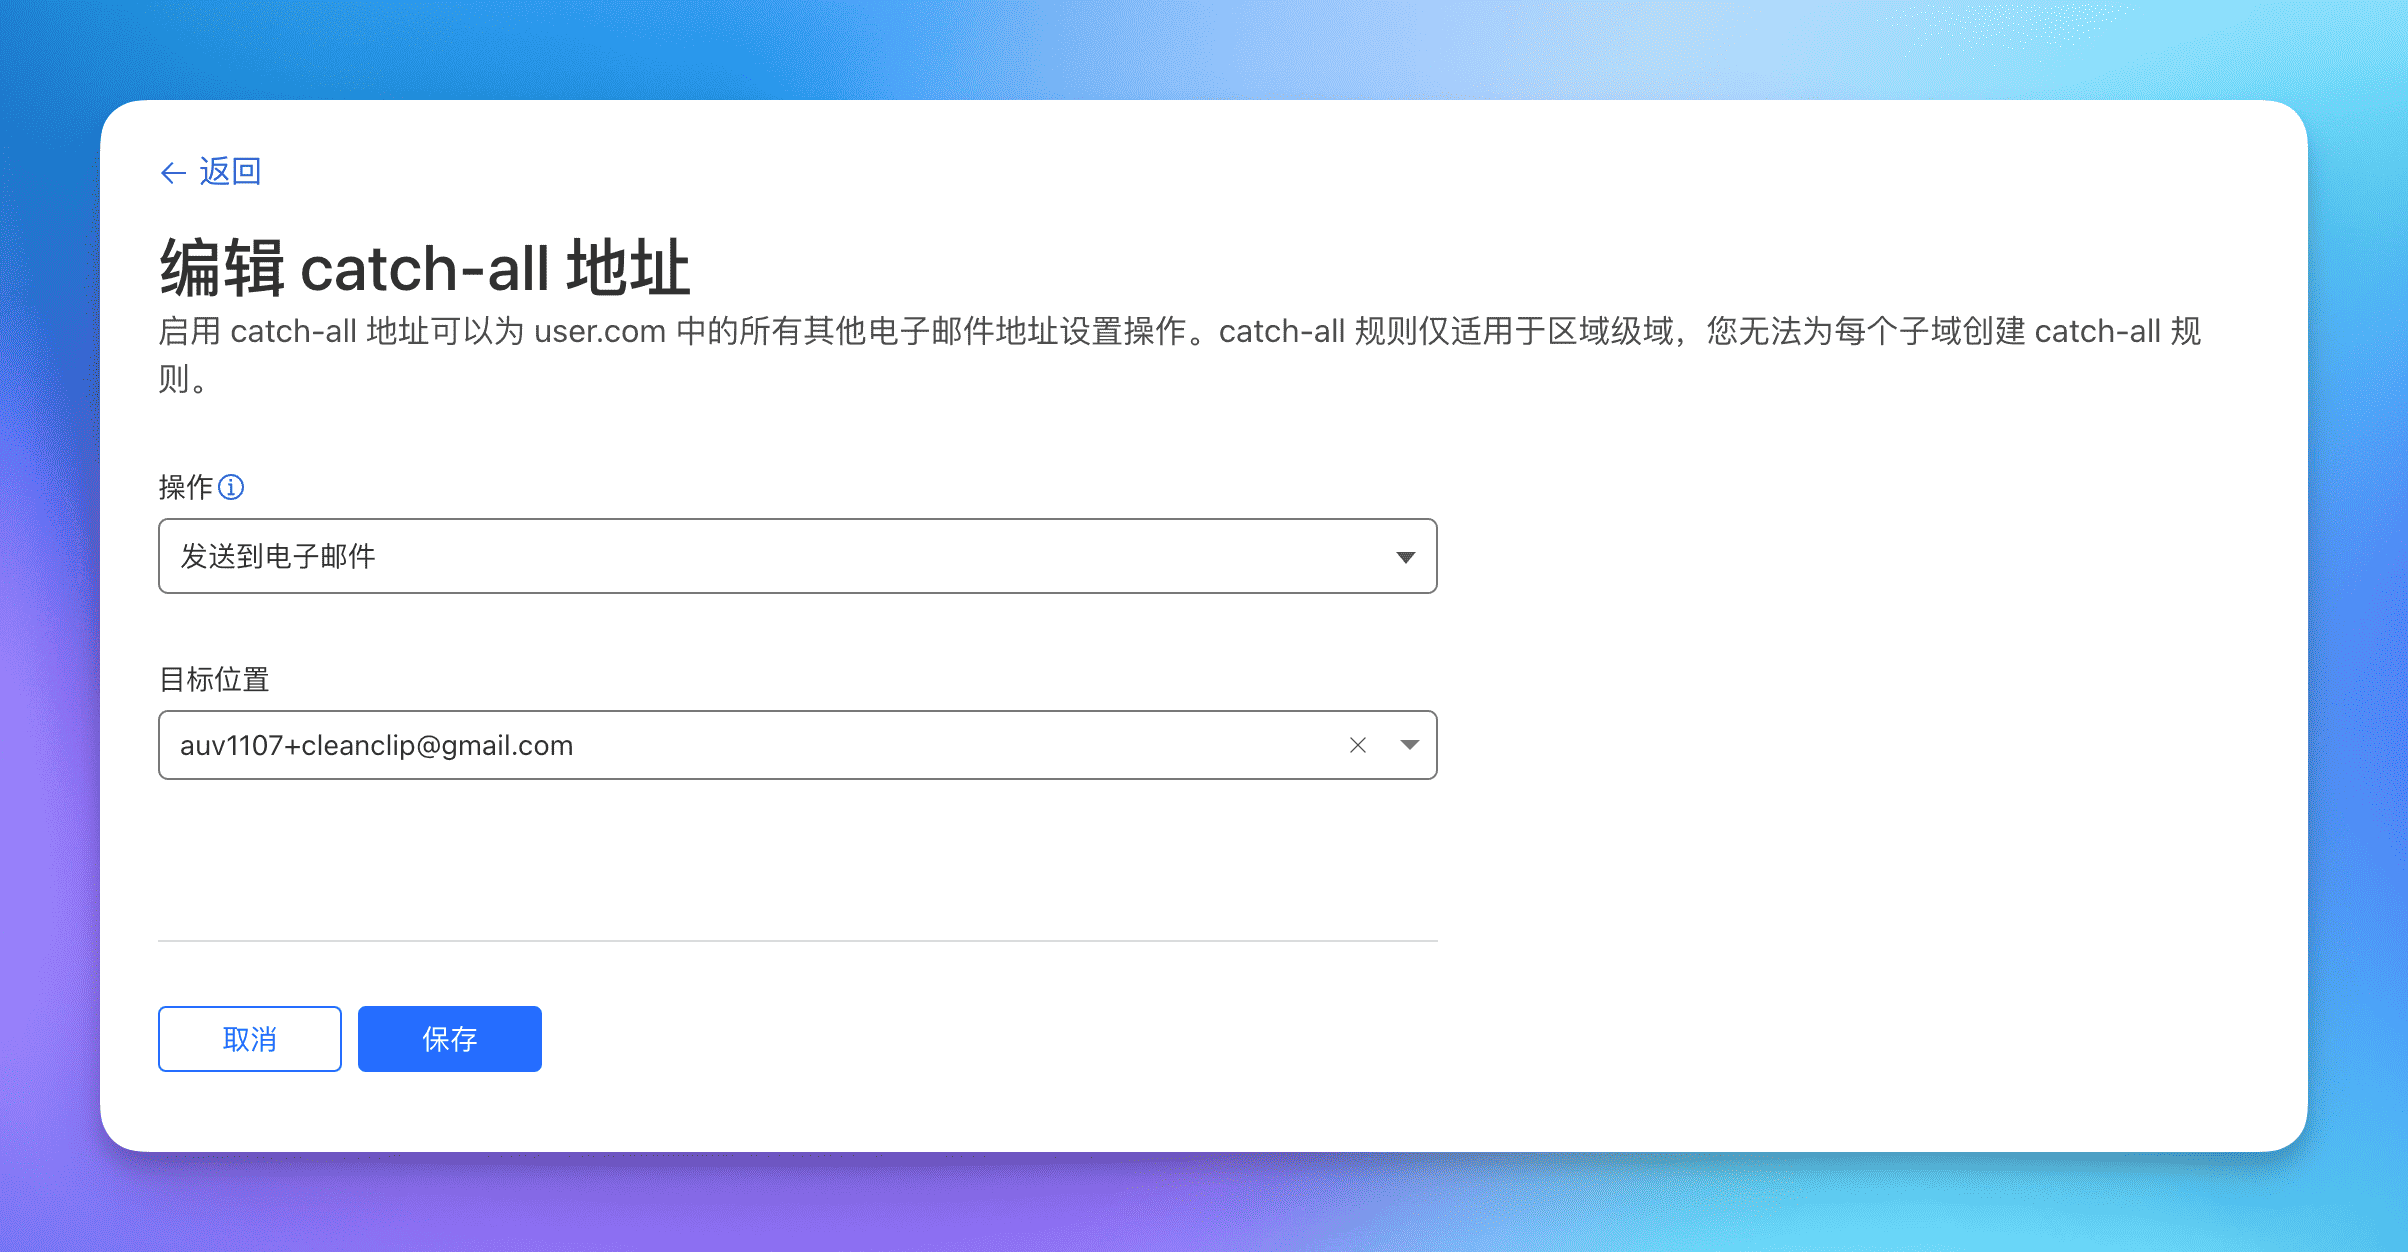 ← 返回
编辑 catch-all 地址
启用 catch-all 地址可以为 user.com 中的所有其他电子邮件地址设置操作。catch-all 规则仅适用于区域级域，您无法为每个子域创建 catch-all 规
则。
操作
发送到电子邮件
目标位置
auv1107+cleanclip@gmail.com
取消 保存